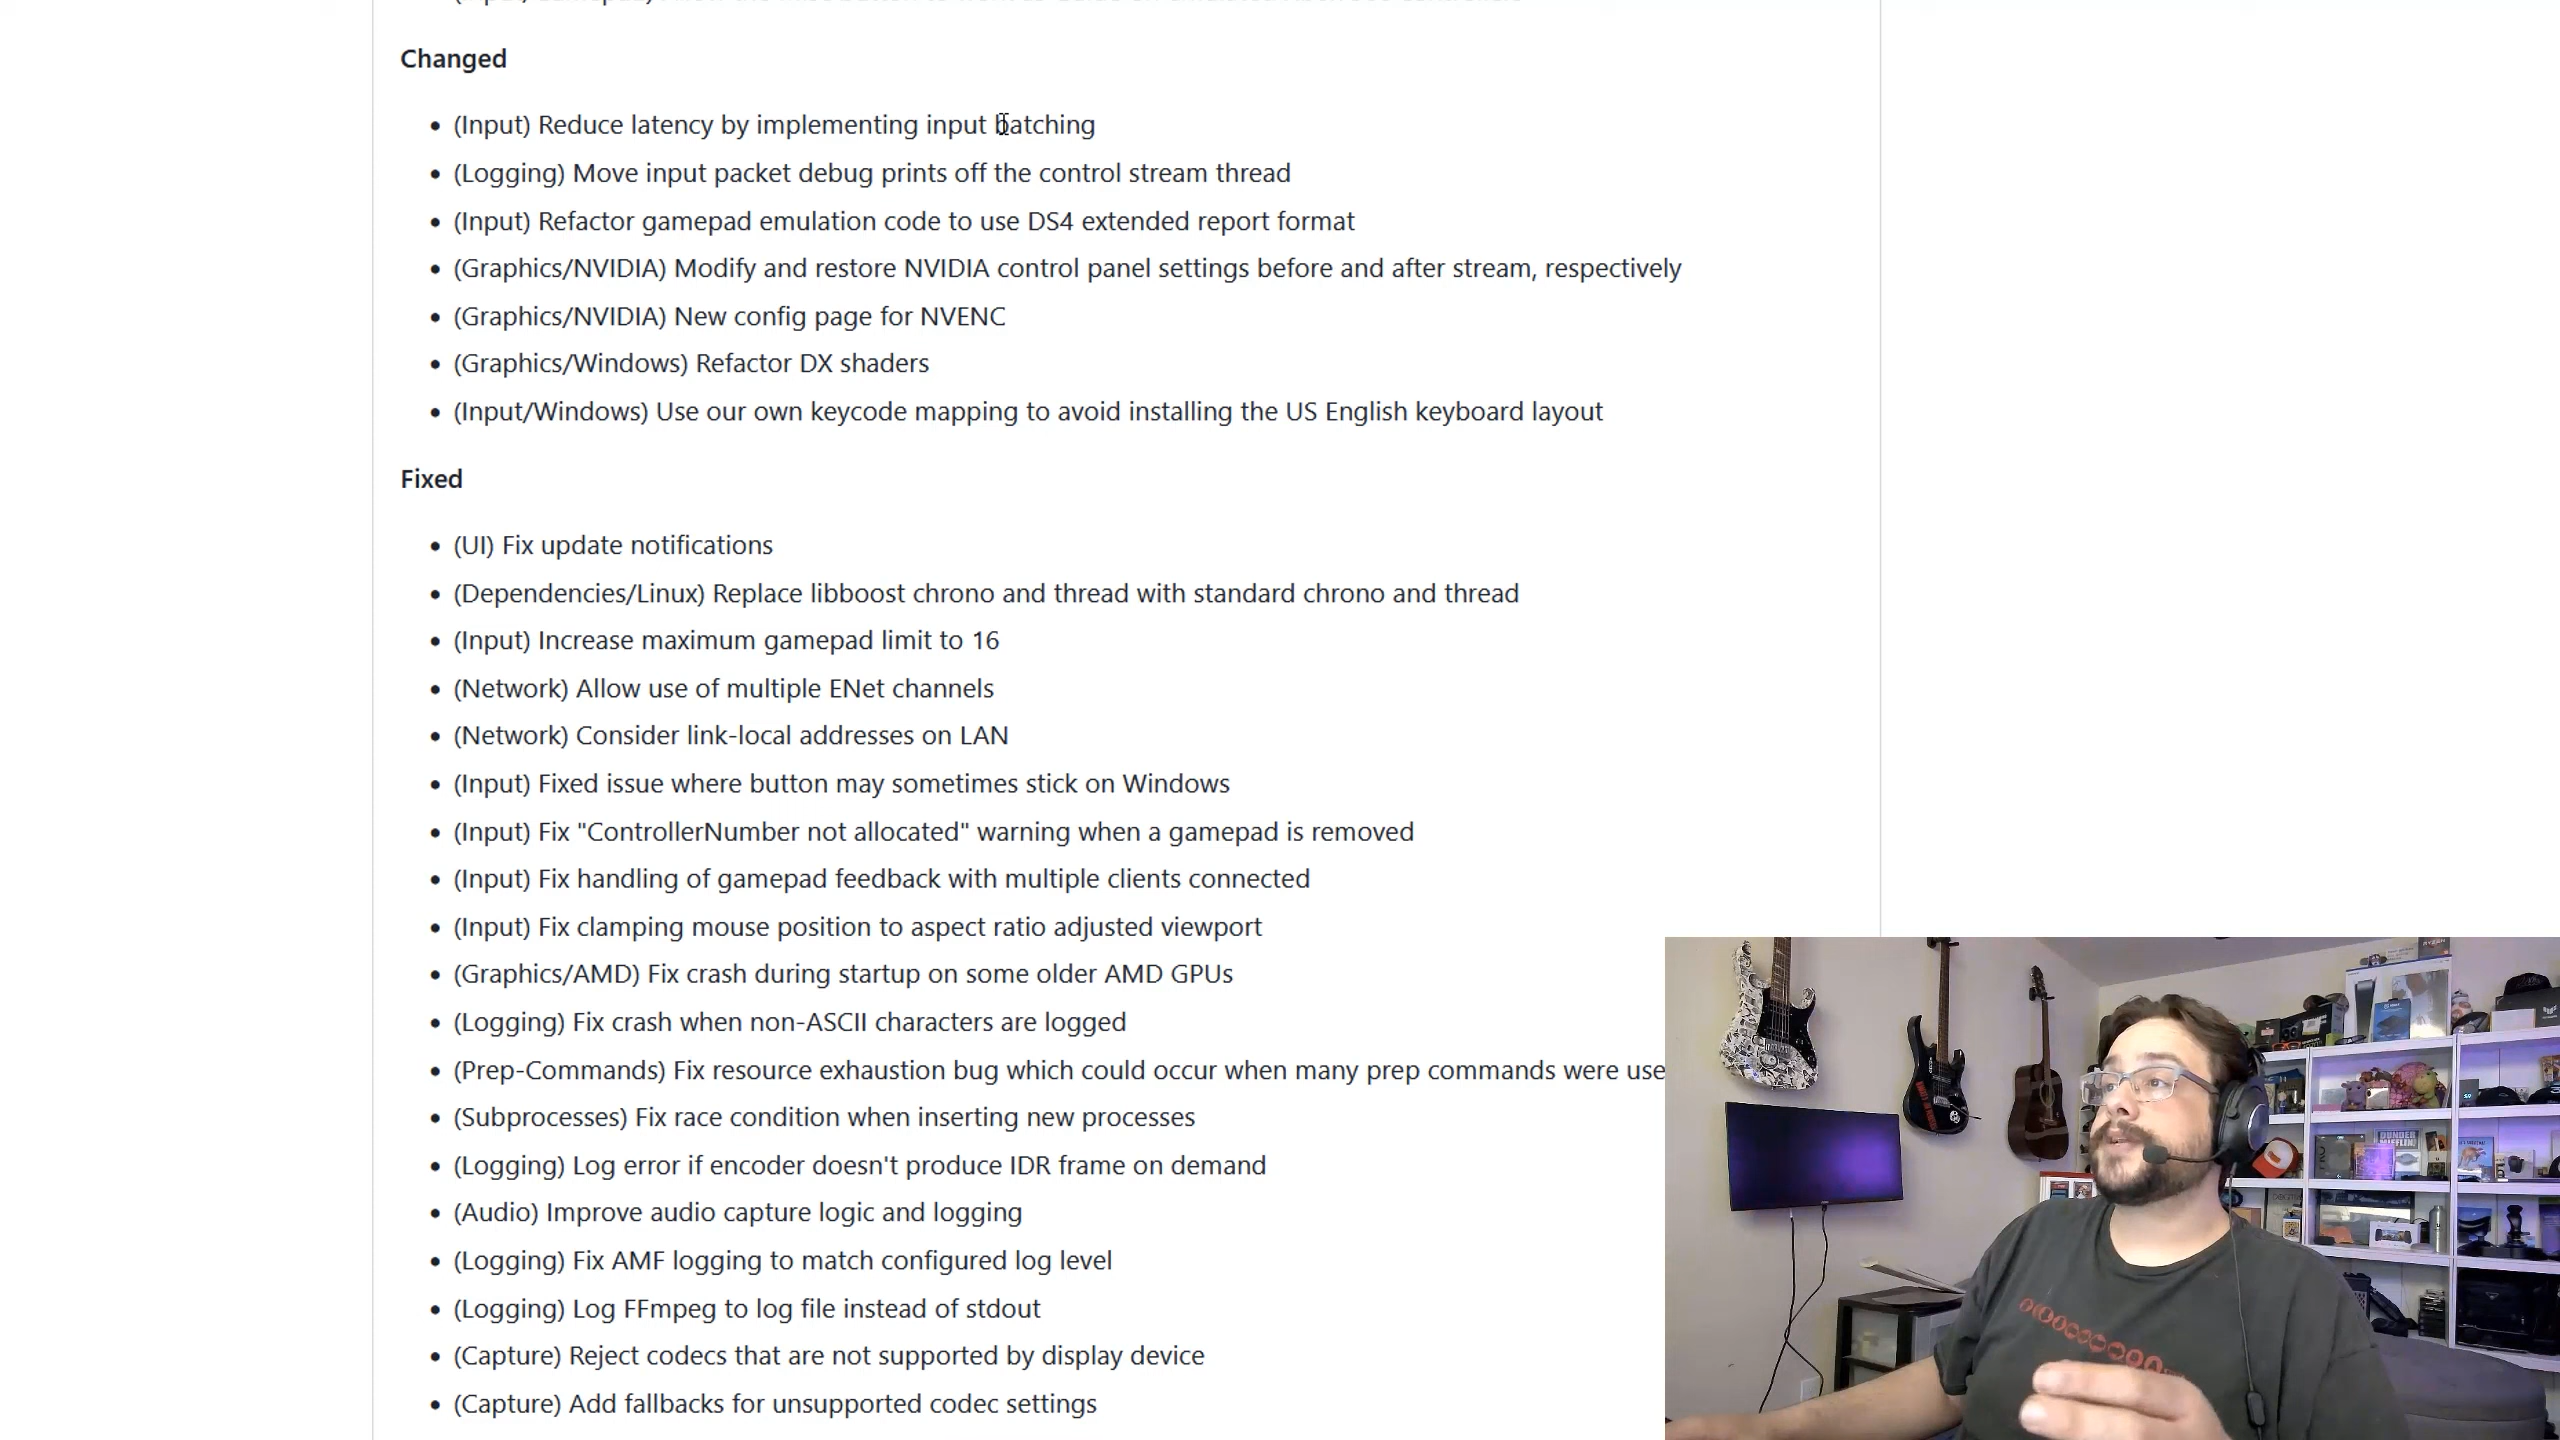 Changed
• (Input) Reduce latency by implementing input batching
• (Logging) Move input packet debug prints off the control stream thread
• (Input) Refactor gamepad emulation code to use DS4 extended report format
• (Graphics/NVIDIA) Modify and restore NVIDIA control panel settings before and after stream, respectively
• (Graphics/NVIDIA) New config page for NVENC
• (Graphics/Windows) Refactor DX shaders
• (Input/Windows) Use our own keycode mapping to avoid installing the US English keyboard layout
Fixed
• (UI) Fix update notifications
• (Dependencies/Linux) Replace libboost chrono and thread with standard chrono and thread
• (Input) Increase maximum gamepad limit to 16
• (Network) Allow use of multiple ENet channels
• (Network) Consider link-local addresses on LAN
• (Input) Fixed issue where button may sometimes stick on Windows
• (Input) Fix "ControllerNumber not allocated" warning when a gamepad is removed
• (Input) Fix handling of gamepad feedback with multiple clients connected
• (Input) Fix clamping mouse position to aspect ratio adjusted viewport
• (Graphics/AMD) Fix crash during startup on some older AMD GPUs
• (Logging) Fix crash when non-ASCII characters are logged
• (Prep-Commands) Fix resource exhaustion bug which could occur when many prep commands were use
• (Subprocesses) Fix race condition when inserting new processes
• (Logging) Log error if encoder doesn't produce IDR frame on demand
• (Audio) Improve audio capture logic and logging
• (Logging) Fix AMF logging to match configured log level
• (Logging) Log FFmpeg to log file instead of stdout
• (Capture) Reject codecs that are not supported by display device
• (Capture) Add fallbacks for unsupported codec settings
DUNDER
MIFFLIN